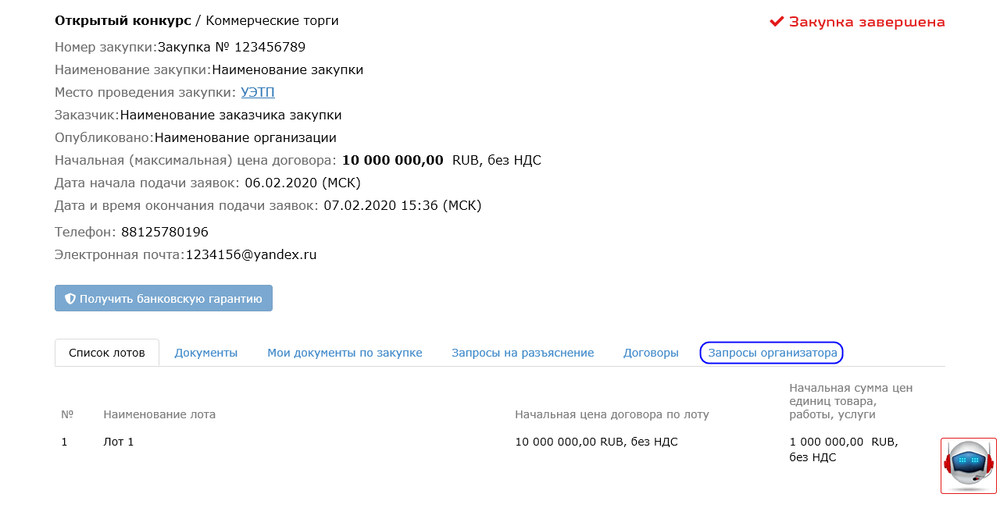 Открытый конкурс / Коммерческие торги
Закупка завершена
Номер закупки:Закупка № 123456789
Наименование закупки:Наименование закупки
Место проведения закупки: УЭТП
Заказчик:Наименование заказчика закупки
Опубликовано:Наименование организации
Начальная (максимальная) цена договора: 10 000 000,00 RUB, без НДС
Дата начала подачи заявок: 06.02.2020 (МСК)
Дата и время окончания подачи заявок: 07.02.2020 15:36 (МСК)
Телефон: 88125780196
Электронная почта:1234156@yandex.ru
Получить банковскую гарантию
Список лотов Документы Мои документы по закупке Запросы на разъяснение Договоры Запросы организатора
Начальная сумма цен
единиц товара,
№ Наименование лота Начальная цена договора по лоту работы, услуги
1 Лот 1 10 000 000,00 RUB, без НДС 1 000 000,00 RUB,
без НДС